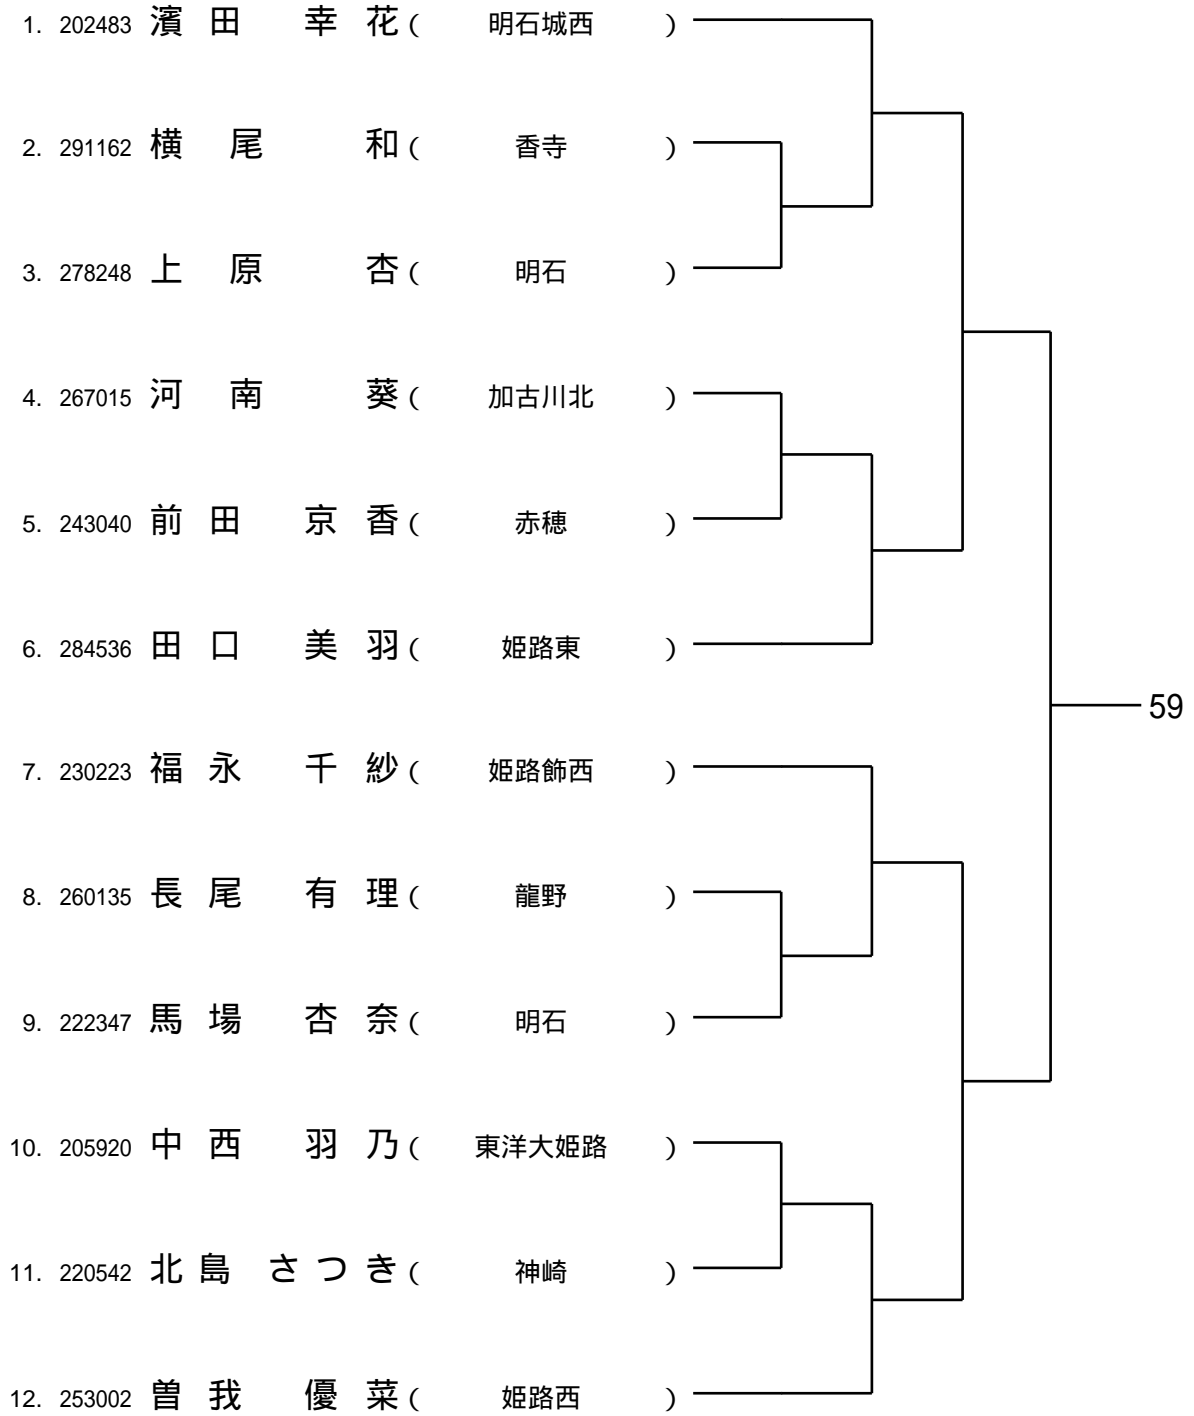 1. 202483 濱田 幸花 ( 明石城西 )
2. 291162 横尾 和 ( 香寺 )
3. 278248 上原 杏 ( 明石 )
4. 267015 河南 葵 ( 加古川北 )
5. 243040 前田 京香 ( 赤穂 )
6. 284536 田口 美羽 ( 姫路東 )
59
7. 230223 福永 千紗 ( 姫路飾西 )
8. 260135 長尾 有理 ( 龍野 )
9. 222347 馬場 杏奈 ( 明石 )
10. 205920 中西 羽乃 ( 東洋大姫路 )
11. 220542 北島 さつき ( 神崎 )
12. 253002 曽我 優菜 ( 姫路西 )